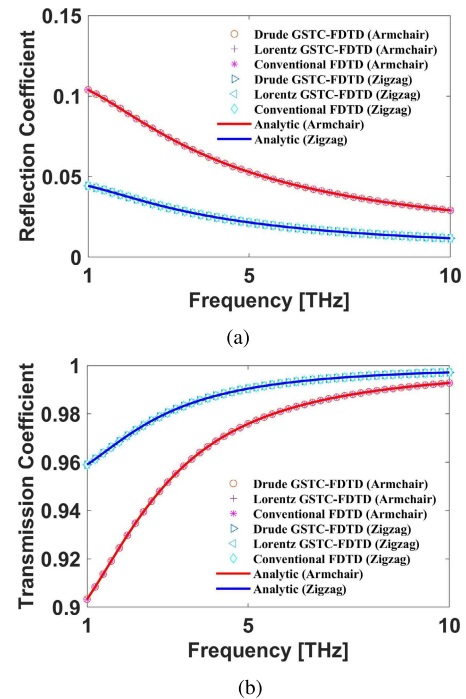 0.15
0.1
0.05
0
Reflection Coefficient
Drude GSTC-FDTD (Armchair)
Lorentz GSTC-FDTD (Armchair)
Conventional FDTD (Armchair)
Drude GSTC-FDTD (Zigzag)
Lorentz GSTC-FDTD (Zigzag)
Conventional FDTD (Zigzag)
Analytic (Armchair)
Analytic (Zigzag)
1 5 10
Frequency [THz]
(a)
1
0.98
0.96
0.94
0.92
0.9
Transmission Coefficient
Drude GSTC-FDTD (Armchair)
Lorentz GSTC-FDTD (Armchair)
Conventional FDTD (Armchair)
Drude GSTC-FDTD (Zigzag)
Lorentz GSTC-FDTD (Zigzag)
Conventional FDTD (Zigzag)
Analytic (Armchair)
Analytic (Zigzag)
1 5 10
Frequency [THz]
(b)